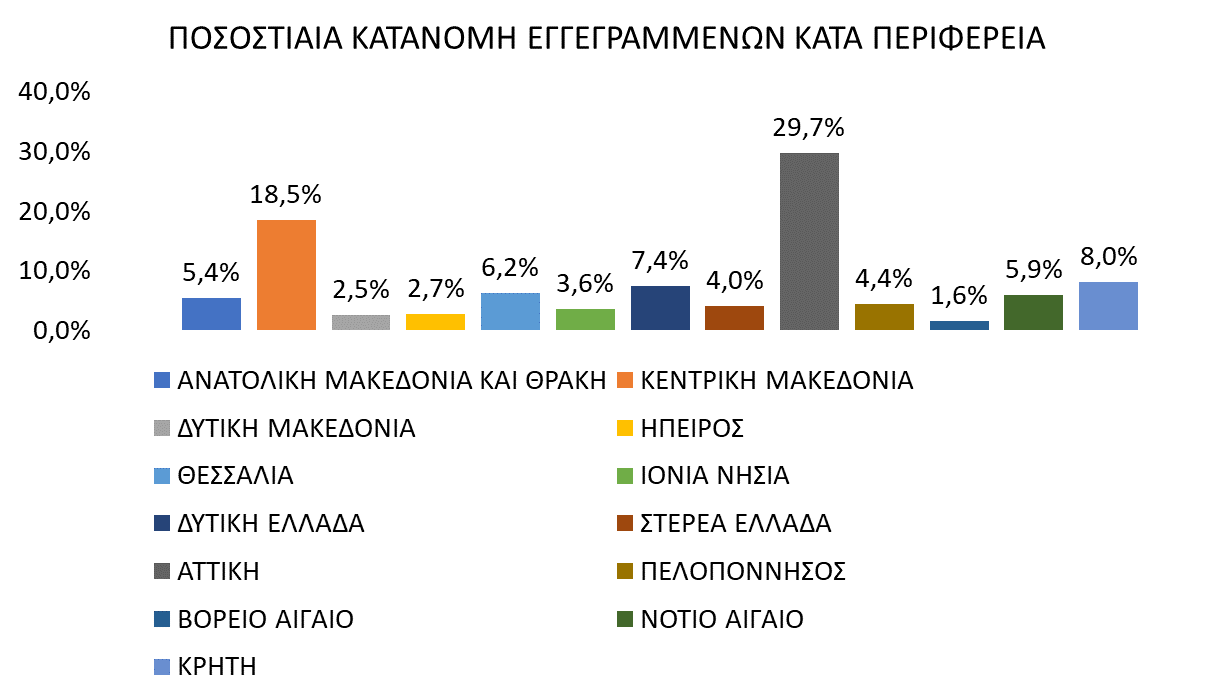 ΠΟΣΟΣΤΙΑΙΑ ΚΑΤΑΝΟΜΗ ΕΓΓΕΓΡΑΜΜΕΝΩΝ ΚΑΤΑ ΠΕΡΙΦΕΡΕΙΑ
40,0%
30,0%
20,0%
10,0%
0,0%
5,4%
18,5%
2,5%
2,7%
6,2%
3,6%
7,4%
4,0%
29,7%
4,4%
1,6%
5,9%
8,0%
ΑΝΑΤΟΛΙΚΗ ΜΑΚΕΔΟΝΙΑ ΚΑΙ ΘΡΑΚΗ
ΚΕΝΤΡΙΚΗ ΜΑΚΕΔΟΝΙΑ
ΔΥΤΙΚΗ ΜΑΚΕΔΟΝΙΑ
ΗΠΕΙΡΟΣ
ΘΕΣΣΑΛΙΑ
ΙΟΝΙΑ ΝΗΣΙΑ
ΔΥΤΙΚΗ ΕΛΛΑΔΑ
ΣΤΕΡΕΑ ΕΛΛΑΔΑ
ΑΤΤΙΚΗ
ΠΕΛΟΠΟΝΝΗΣΟΣ
ΒΟΡΕΙΟ ΑΙΓΑΙΟ
ΝΟΤΙΟ ΑΙΓΑΙΟ
ΚΡΗΤΗ